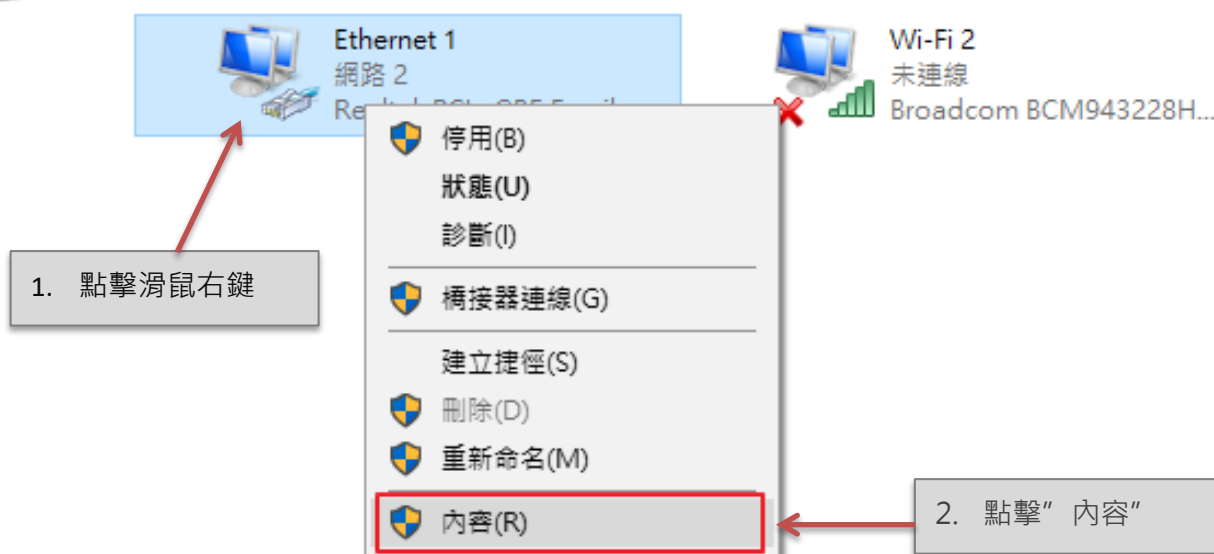 Ethernet 1
網路 2
Re
Wi-Fi 2
未連線
Broadcom BCM943228H...
停用(B)
狀態(U)
診斷(I)
橋接器連線(G)
建立捷徑(S)
刪除(D)
重新命名(M)
內容(R)
1. 點擊滑鼠右鍵
2. 點擊”內容”